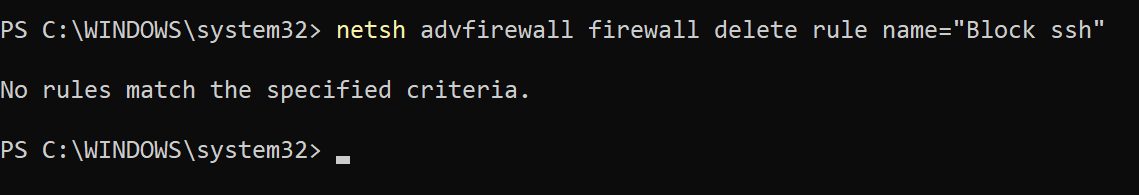 PS C:\WINDOWS\system32> netsh advfirewall firewall delete rule name="Block ssh"
No rules match the specified criteria.
PS C:\WINDOWS\system32>